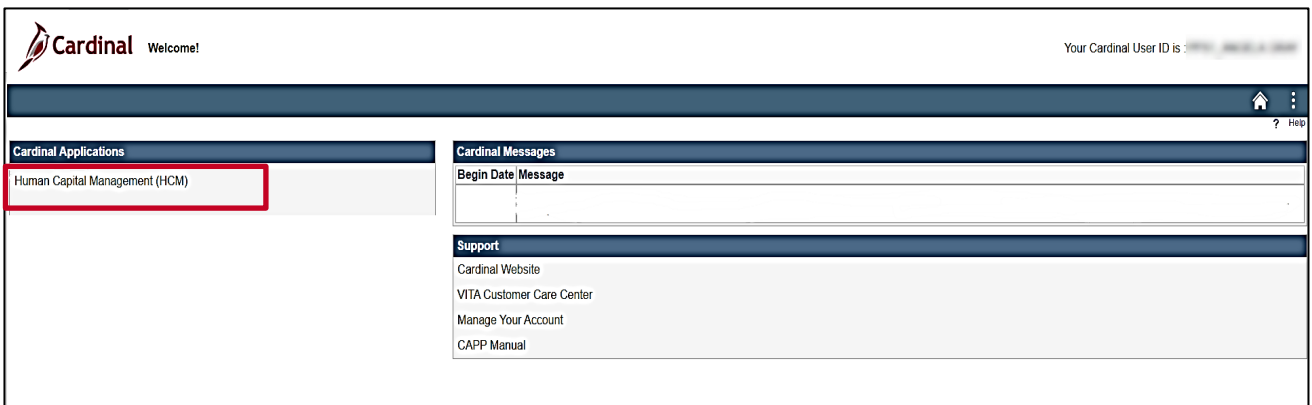 Cardinal Welcome!
Your Cardinal User ID is :
? Help
Cardinal Applications
Human Capital Management (HCM)
Cardinal Messages
Begin Date Message
Support
Cardinal Website
VITA Customer Care Center
Manage Your Account
CAPP Manual